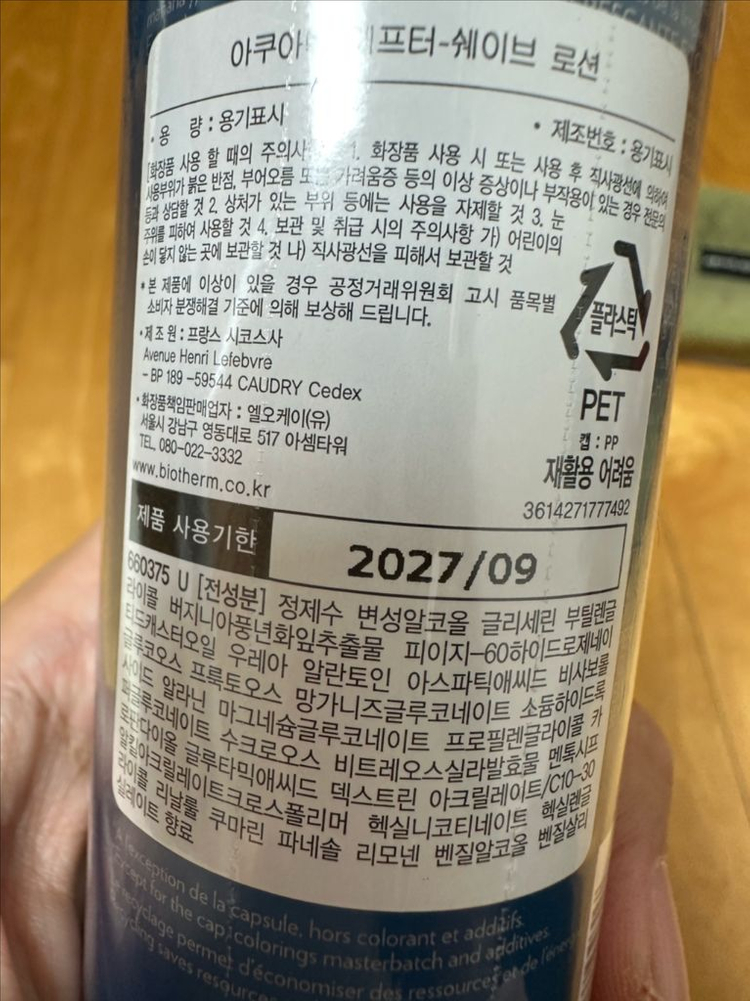 애프터-쉐이브 로션
• 용 량 : 용기표시
• 제조번호 : 용기표시
[화장품 사용 할 때의 주의사 1. 화장품 사용 시 또는 사용 후 직사광선에 의하여
사용부위가 붉은 반점, 부어오름 또는 가려움증 등의 이상 증상이나 부작용이 있는 경우 전문의
등과 상담할 것 2. 상처가 있는 부위 등에는 사용을 자제할 것 3. 눈
주위를 피하여 사용할 것 4. 보관 및 취급 시의 주의사항 가) 어린이의
손이 닿지 않는 곳에 보관할 것 나) 직사광선을 피해서 보관할 것
• 본 제품에 이상이 있을 경우 공정거래위원회 고시 품목별
소비자 분쟁해결 기준에 의해 보상해 드립니다.
• 제 조 원 : 프랑스 시코스사
Avenue Henri Lefebvre
– BP 189 –59544 CAUDRY Cedex
• 화장품책임판매업자 : 엘오케이(유)
서울시 강남구 영동대로 517 아셈타워
TEL, 080-022-3332
www.biotherm.co.kr
플라스틱
PET
캡 : PP
재활용 어려움
3614271777492
제품 사용기한
2027/09
660375 U [전성분] 정제수 변성알코올 글리세린 부틸렌글
라이콜 버지니아풍년화잎추출물 피이지-60하이드로제네이
티드캐스터오일 우레아 알란토인 아스파틱애씨드 비사보롤
글루코오스 프룩토오스 망가니즈글루코네이트 소듐하이드록
사이드 알라닌 마그네슘글루코네이트 프로필렌글라이콜 카
퍼글루코네이트 수크로오스 비트레오스실라발효물 멘톡시프
로판다이올 글루타믹애씨드 덱스트린 아크릴레이트/C10-30
알킬아크릴레이트크로스폴리머 헥실니코티네이트 헥실렌글
라이콜 리날룰 쿠마린 파네솔 리모넨 벤질알코올 벤질살리
실레이트 향료
A l'exception de la capsule, hors colorant et additifs.
Except for the cap, colorings masterbatch and additives.
recyclage permet d'économiser des ressources et de l'énergie
Recycling saves resources